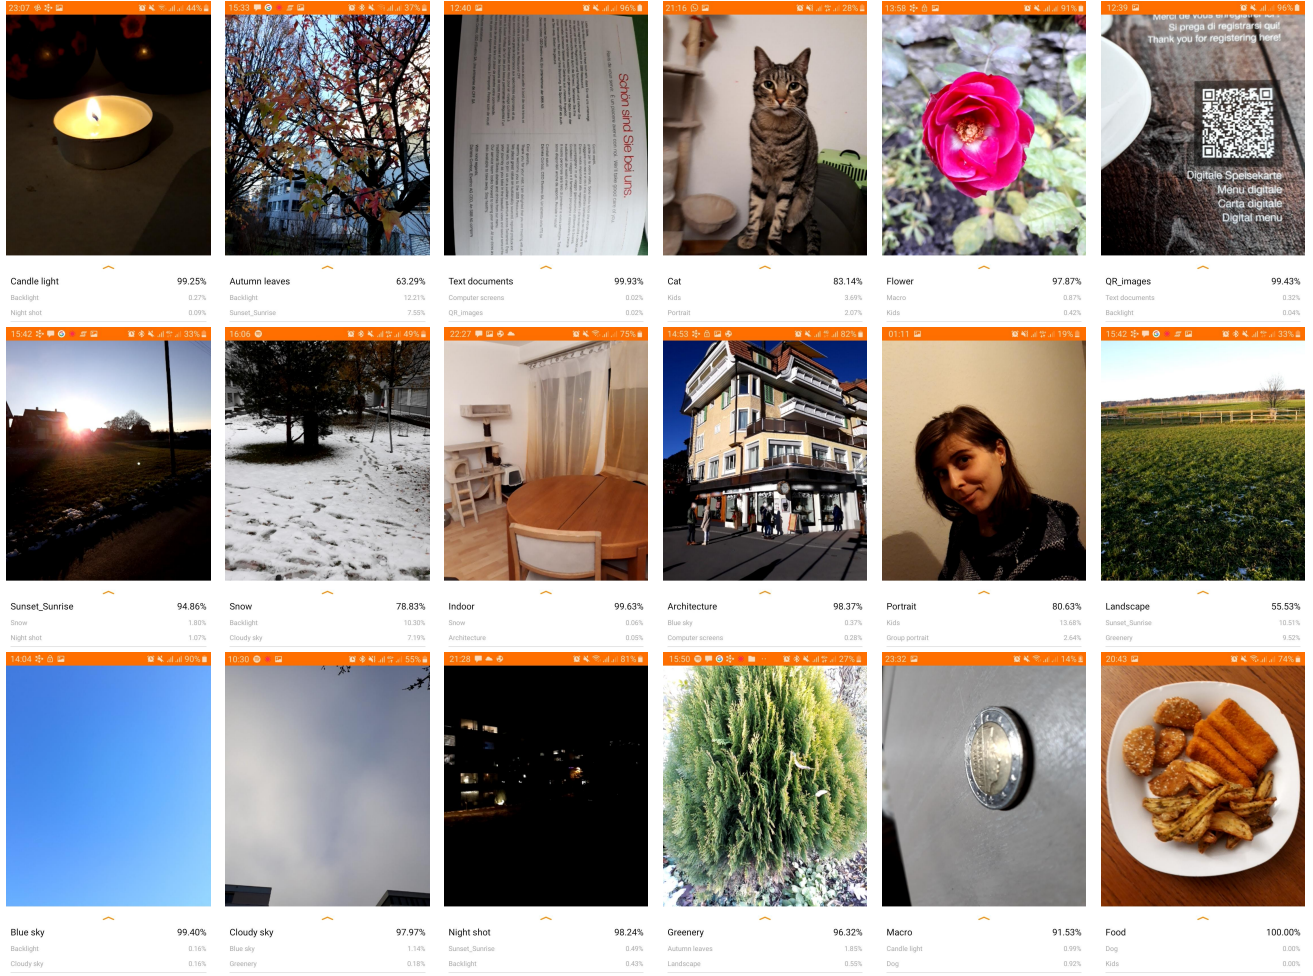 23:07 44%
15:33 37%
12:40 96%
21:16 28%
13:58 91%
12:39 96%
Schön sind Sie bei uns.
Merci de vous enregistrer ici!
Si prega di registrarsi qui!
Thank you for registering here!
Digitale Speisekarte
Menu digitale
Carta digitale
Digital menu
Candle light 99.25%
Backlight 0.27%
Night shot 0.09%
Autumn leaves 63.29%
Backlight 12.21%
Sunset_Sunrise 7.55%
Text documents 99.93%
Computer screens 0.02%
QR_images 0.02%
Cat 83.14%
Kids 3.69%
Portrait 2.07%
Flower 97.87%
Macro 0.87%
Kids 0.42%
QR_images 99.43%
Text documents 0.32%
Backlight 0.04%
15:42 33%
16:06 49%
22:27 75%
14:53 82%
01:11 19%
15:42 33%
Sunset_Sunrise 94.86%
Snow 1.80%
Night shot 1.07%
Snow 78.83%
Backlight 10.30%
Cloudy sky 7.19%
Indoor 99.63%
Snow 0.06%
Architecture 0.05%
Architecture 98.37%
Blue sky 0.37%
Computer screens 0.28%
Portrait 80.63%
Kids 13.68%
Group portrait 2.64%
Landscape 55.53%
Sunset_Sunrise 10.51%
Greenery 9.52%
14:04 90%
10:30 55%
21:28 81%
15:50 27%
23:32 14%
20:43 74%
Blue sky 99.40%
Backlight 0.16%
Cloudy sky 0.16%
Cloudy sky 97.97%
Blue sky 1.14%
Greenery 0.18%
Night shot 98.24%
Sunset_Sunrise 0.49%
Backlight 0.43%
Greenery 96.32%
Autumn leaves 1.85%
Landscape 0.55%
Macro 91.53%
Candle light 0.99%
Dog 0.92%
Food 100.00%
Dog 0.00%
Kids 0.00%